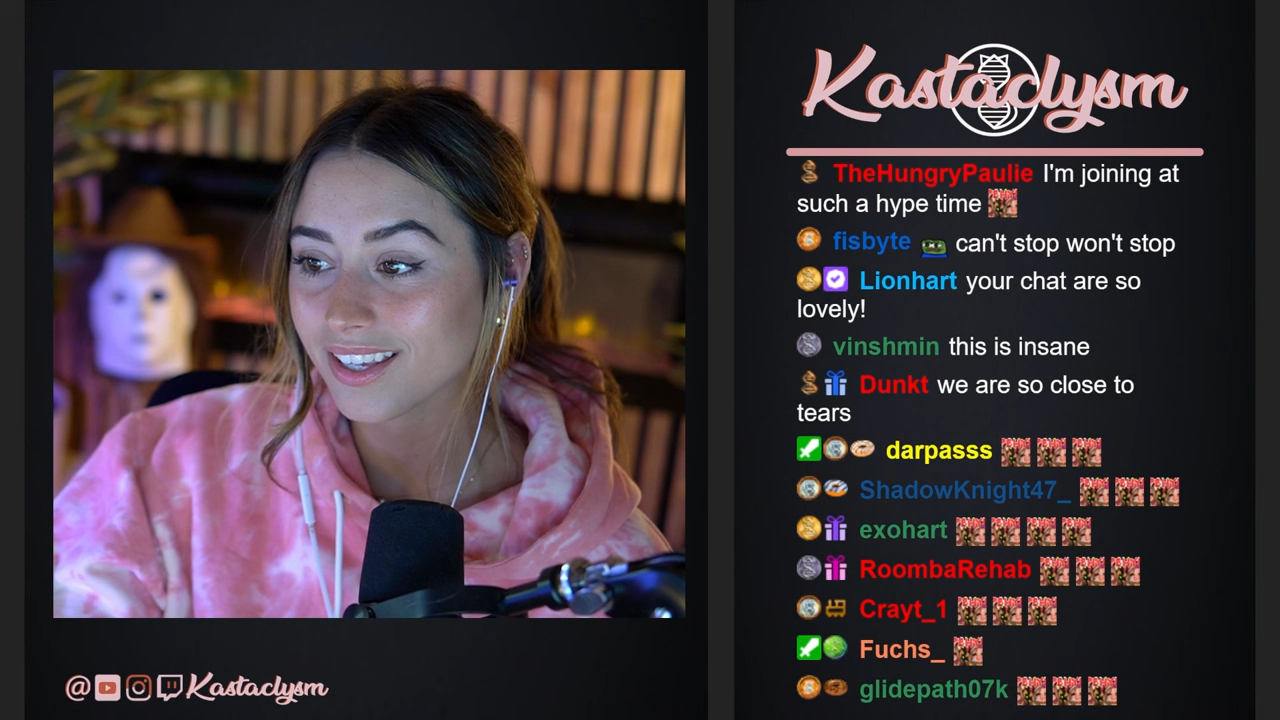 Kastaclysm
TheHungryPaulie I'm joining at
such a hype time
fisbyte can't stop won't stop
Lionhart your chat are so
lovely!
vinshmin this is insane
Dunkt we are so close to
tears
darpasss
ShadowKnight47_
exohart
RoombaRehab
Crayt_1
Fuchs_
glidepath07k
@ Kastaclysm